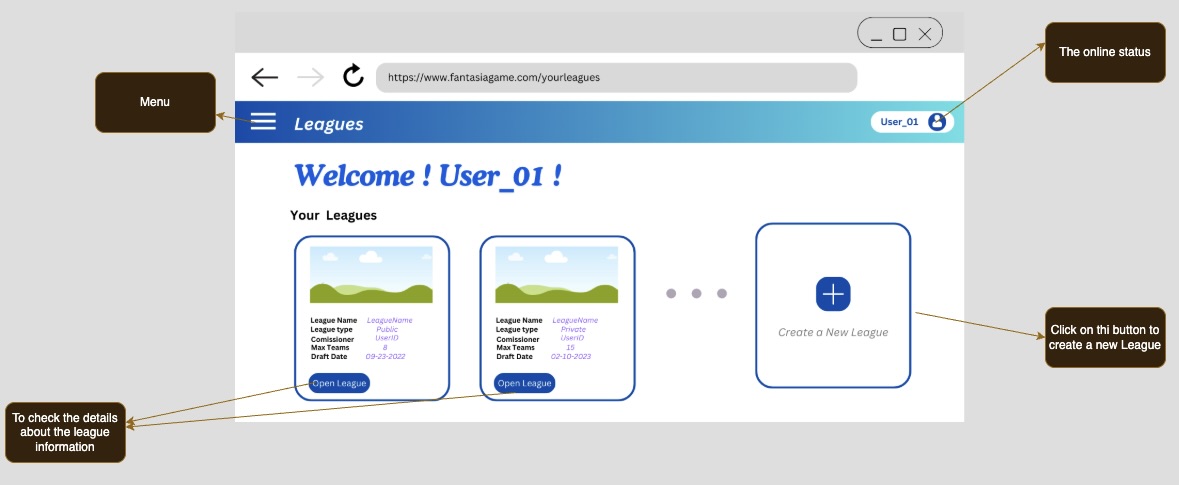 The online status
https://www.fantasiagame.com/yourleagues
Menu
Leagues
User_01
Welcome ! User_01 !
Your Leagues
League Name LeagueName
League type Public
Comissioner UserID
Max Teams 8
Draft Date 09-23-2022
Open League
League Name LeagueName
League type Private
Comissioner UserID
Max Teams 15
Draft Date 02-10-2023
Open League
Create a New League
Click on thi button to
create a new League
To check the details
about the league
information